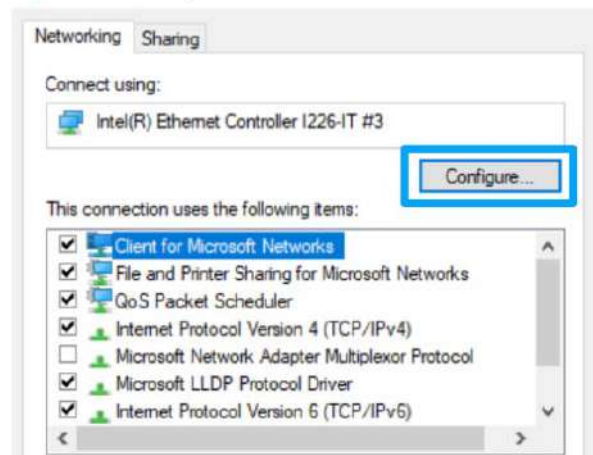 Networking Sharing
Connect using:
Intel(R) Ethernet Controller I226-IT #3
Configure...
This connection uses the following items:
Client for Microsoft Networks
File and Printer Sharing for Microsoft Networks
QoS Packet Scheduler
Internet Protocol Version 4 (TCP/IPv4)
Microsoft Network Adapter Multiplexor Protocol
Microsoft LLDP Protocol Driver
Internet Protocol Version 6 (TCP/IPv6)